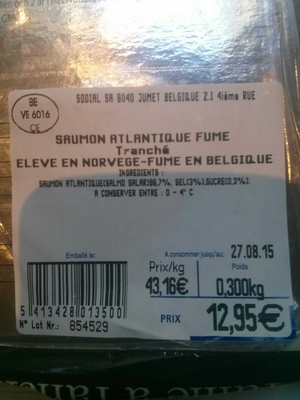 BE
VE 6016
CE
SODIAL SA 6040 JUMET BELGIQUE Z.I 4ième RUE
SAUMON ATLANTIQUE FUME
Tranché
ELEVE EN NORVEGE-FUME EN BELGIQUE
INGREDIENTS :
SAUMON ATLANTIQUE(SALMO SALAR)96,7%, SEL(3%),SUCRE(0.3%).
A CONSERVER ENTRE : 0 - 4° C
Emballé le:
A consommer jusqu'au: 27.08.15
Prix/kg
Poids
43,16€
0,300kg
5 413428 013500
PRIX
12,95€
N° Lot Nr.: 854529